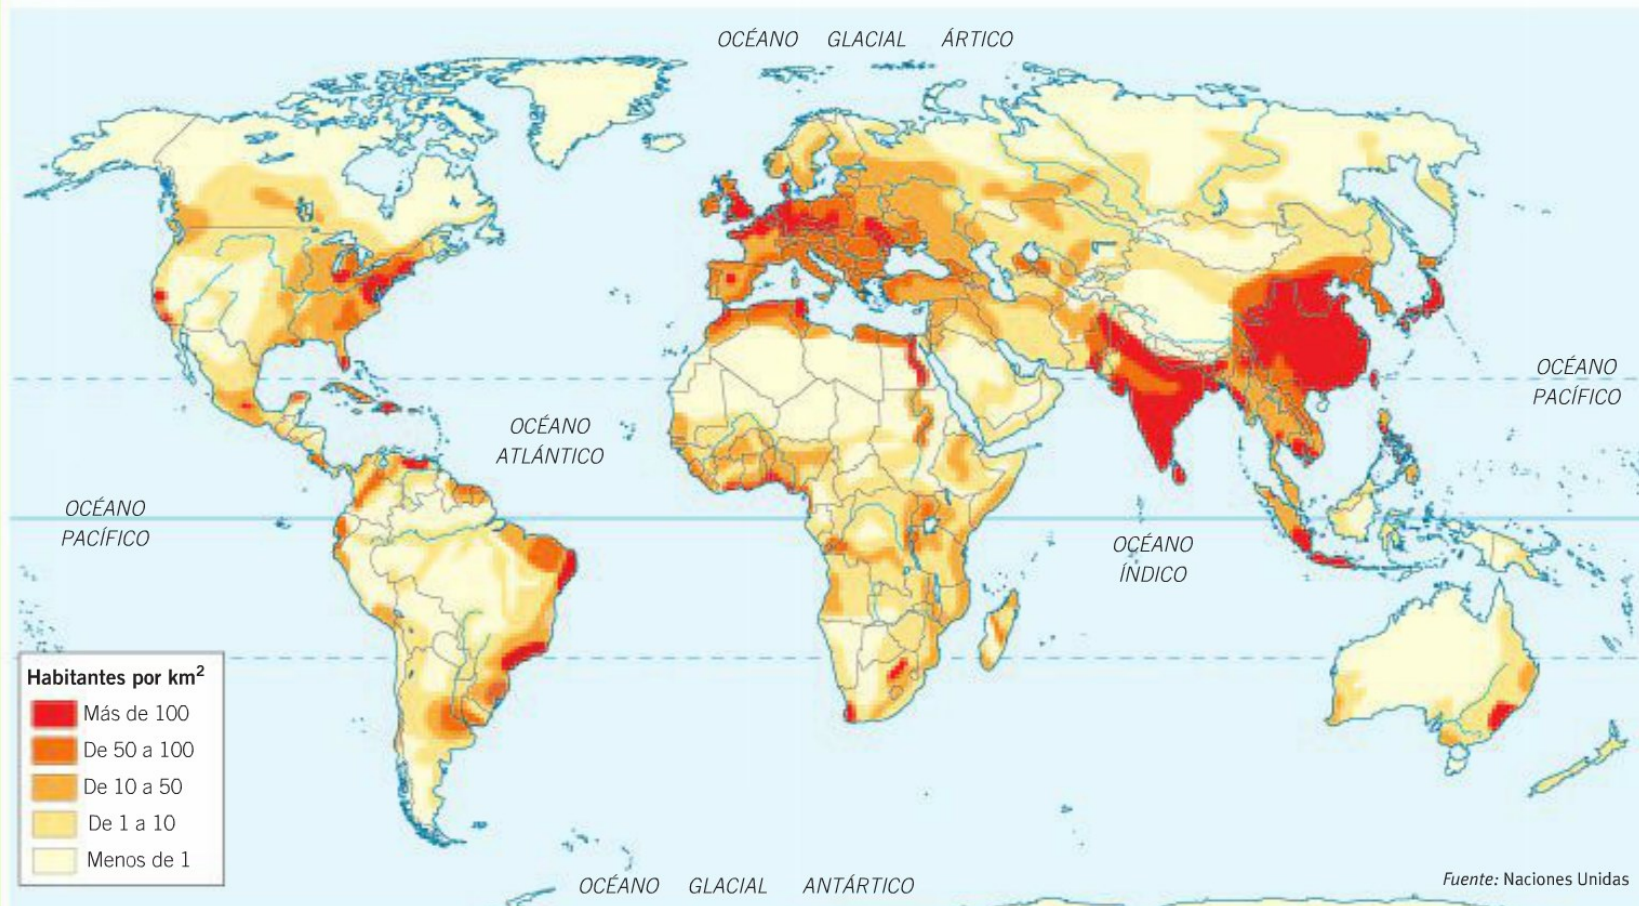 OCÉANO GLACIAL ÁRTICO
OCÉANO
PACÍFICO
OCÉANO
ATLÁNTICO
OCÉANO
PACÍFICO
OCÉANO
ÍNDICO
Habitantes por km²
Más de 100
De 50 a 100
De 10 a 50
De 1 a 10
Menos de 1
OCÉANO GLACIAL ANTÁRTICO
Fuente: Naciones Unidas